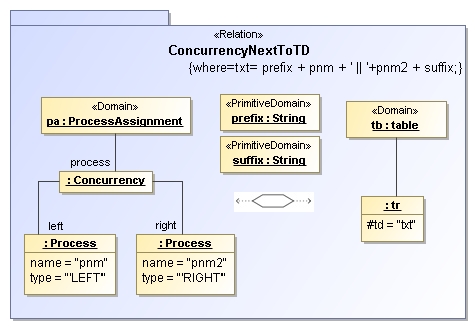 «Relation»
ConcurrencyNextToTD
{where=txt= prefix + pnm + ' || '+pnm2 + suffix;}
«Domain»
pa : ProcessAssignment
«PrimitiveDomain»
prefix : String
«PrimitiveDomain»
suffix : String
«Domain»
tb : table
process
: Concurrency
left
right
: Process
name = "pnm"
type = "'LEFT'"
: Process
name = "pnm2"
type = "'RIGHT'"
: tr
#td = "txt"